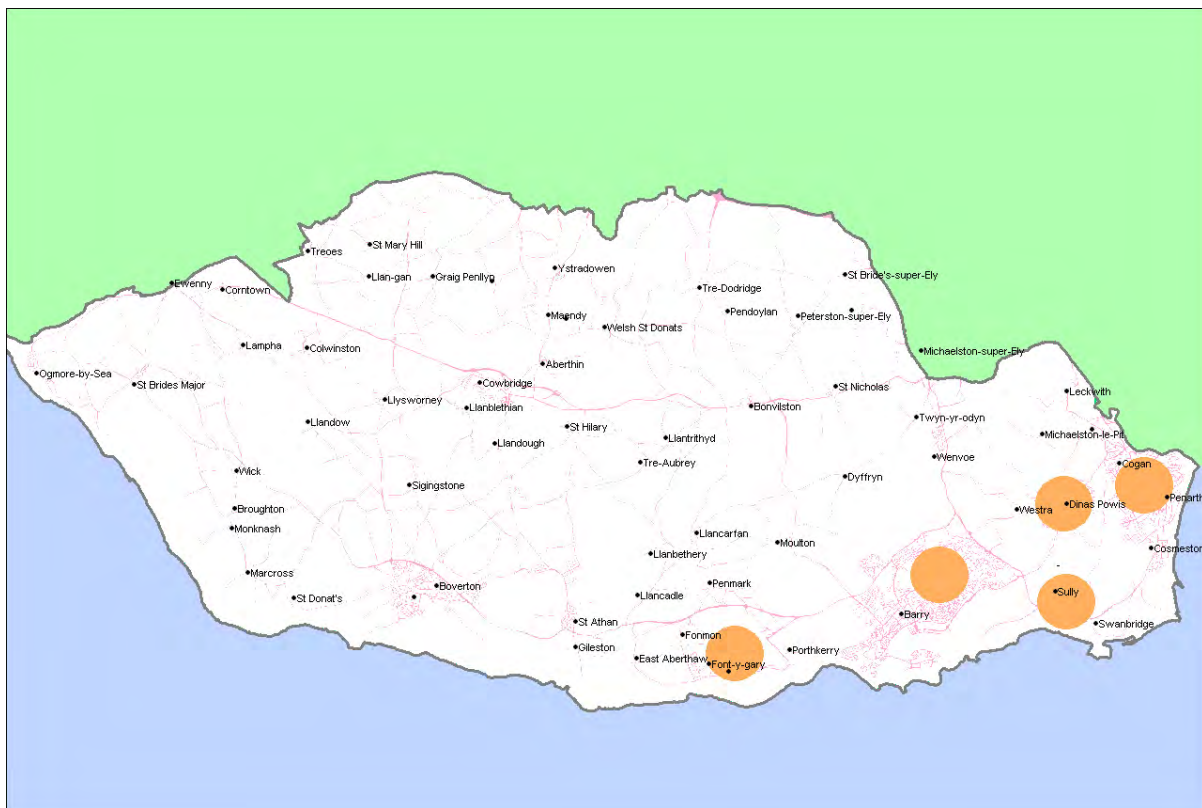 St Mary Hill
Treoes
Ystradowen
St Bride's-super-Ely
Llan-gan
Graig Penllyn
Ewenny
Corntown
Tre-Dodridge
Pendoylan
Peterston-super-Ely
Maendy
Welsh St Donats
Lampha
Colwinston
Michaelston-super-Ely
Aberthin
Ogmore-by-Sea
St Brides Major
Cowbridge
St Nicholas
Leckwith
Llysworney
Llanblethian
Bonvilston
Twyn-yr-odyn
Llandow
St Hilary
Michaelston-le-Pit
Llandough
Llantrithyd
Wenvoe
Tre-Aubrey
Cogan
Wick
Dyffryn
Sigingstone
Penarth
Dinas Powis
Broughton
Westra
Monknash
Llancarfan
Moulton
Cosmeston
Llanbethery
Marcross
Boverton
Penmark
Sully
St Donat's
Llancadle
Barry
St Athan
Swanbridge
Fonmon
Gileston
Porthkerry
East Aberthaw
Font-y-gary